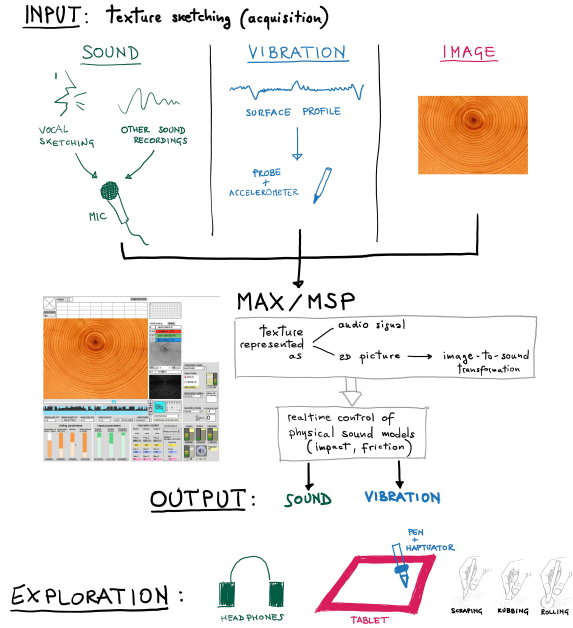 INPUT: texture sketching (acquisition)
SOUND
VIBRATION
IMAGE
VOCAL
SKETCHING
OTHER SOUND
RECORDINGS
MIC
SURFACE PROFILE
PROBE
+
ACCELEROMETER
MAX/MSP
texture
represented
as
audio signal
2D picture
image-to-sound
transformation
realtime control of
physical sound models
(impact, friction)
OUTPUT:
SOUND
VIBRATION
EXPLORATION:
HEADPHONES
PEN
+
HAPTUATOR
TABLET
SCRAPING
RUBBING
ROLLING